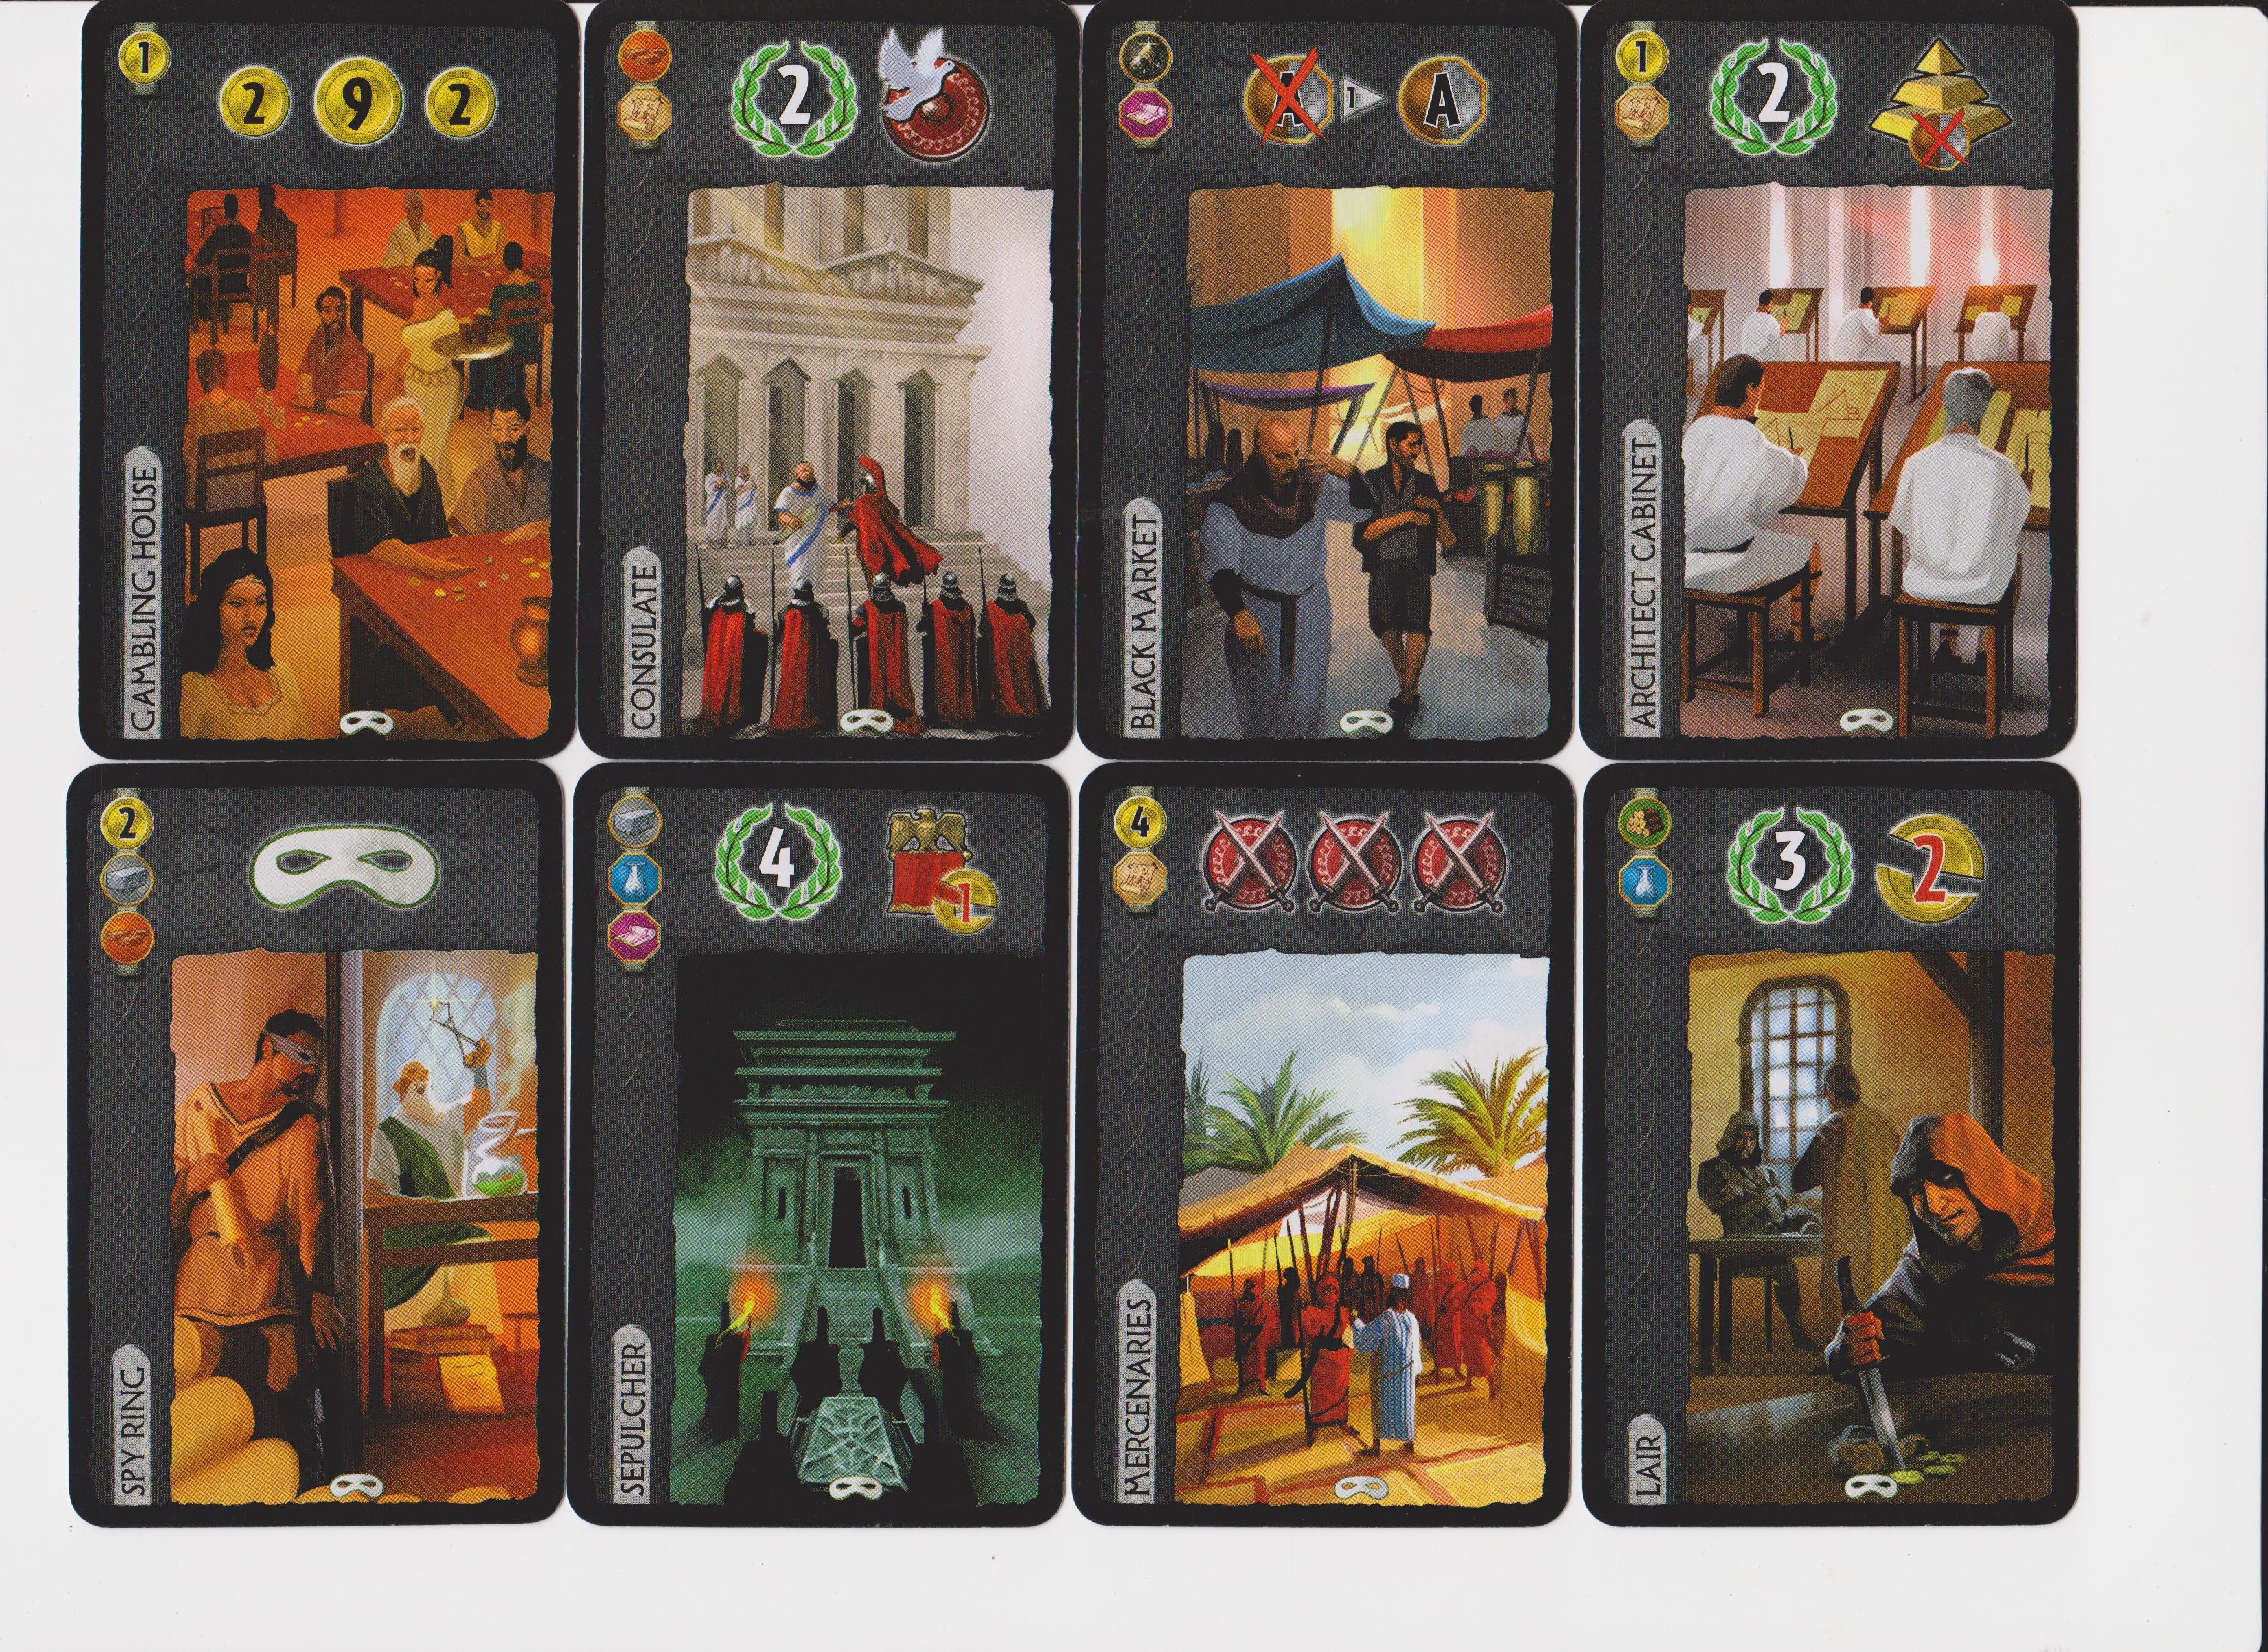 1
2 9 2
GAMBLING HOUSE
2
CONSULATE
A 1 A
BLACK MARKET
1
2
ARCHITECT CABINET
2
SPY RING
4
1
SEPULCHER
4
MERCENARIES
3
2
LAIR